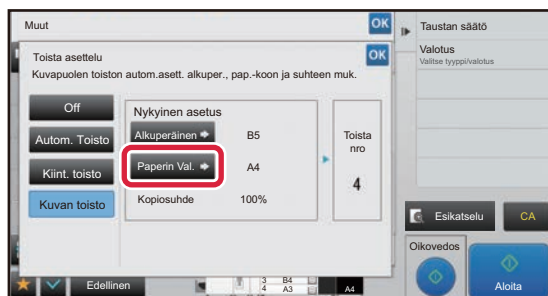 Muut
OK
Toista asettelu
OK
Kuvapuolen toiston autom.asett. alkuper., pap.-koon ja suhteen muk.
Off
Autom. Toisto
Kiint. toisto
Kuvan toisto
Nykyinen asetus
Alkuperäinen B5
Paperin Val. A4
Kopiosuhde 100%
Toista
nro
4
Edellinen
3 B4
4 A3
A4
Taustan säätö
Valotus
Valitse tyyppi/valotus
Esikatselu
CA
Oikovedos
Aloita